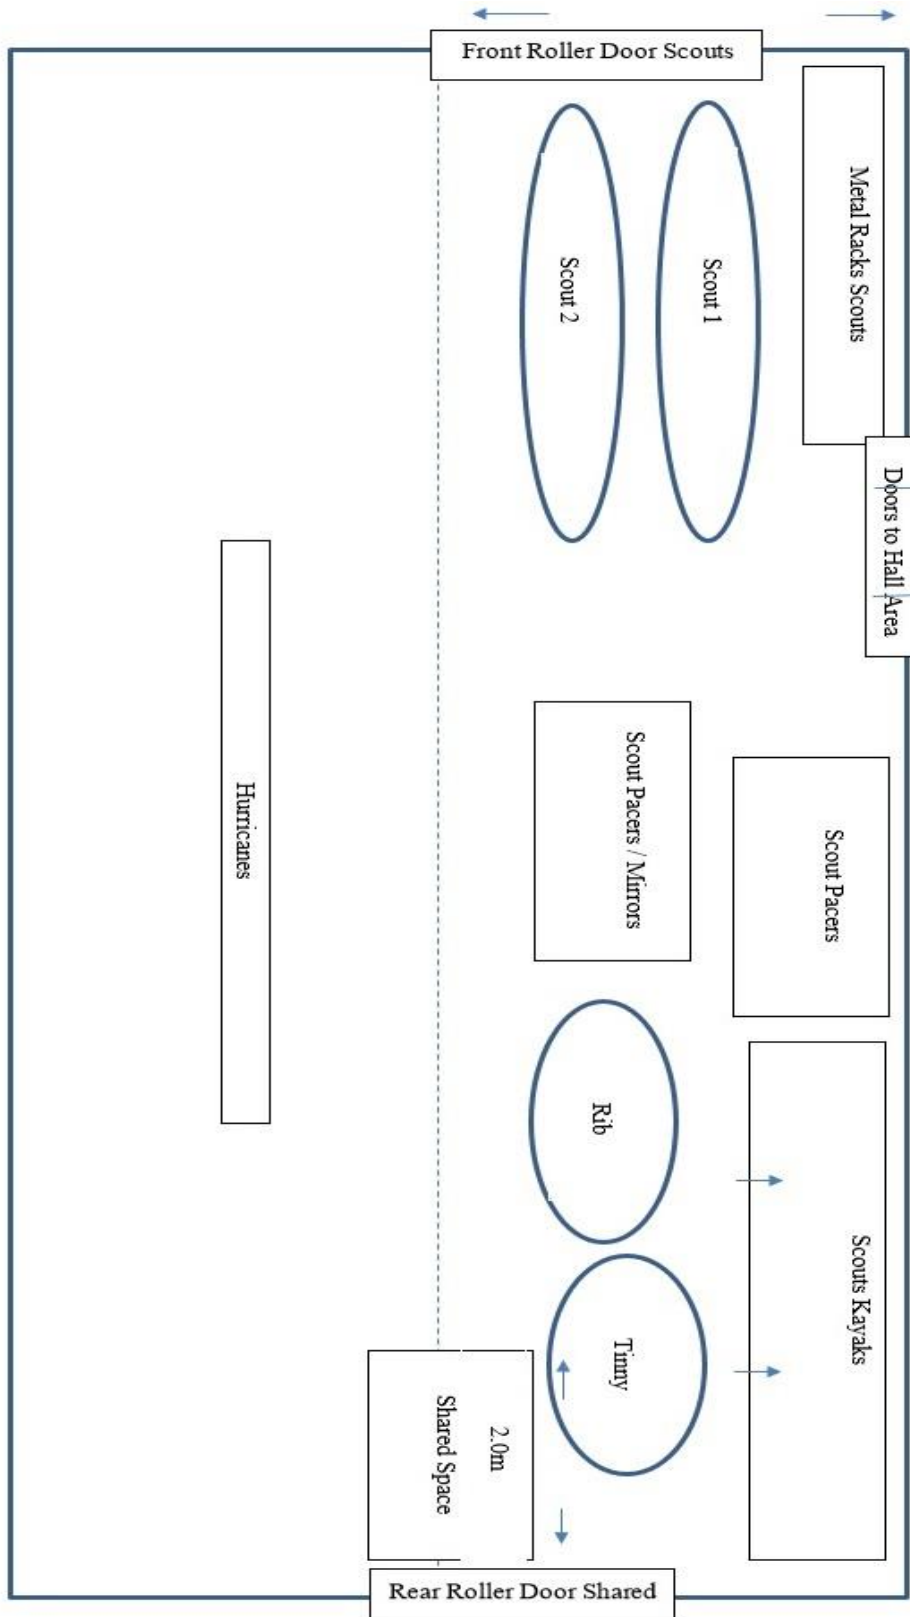 Front Roller Door Scouts
Metal Racks Scouts
Scout 1
Scout 2
Doors to Hall Area
Scout Pacers / Mirrors
Scout Pacers
Hurricanes
Rib
Scouts Kayaks
Tinny
2.0m
Shared Space
Rear Roller Door Shared